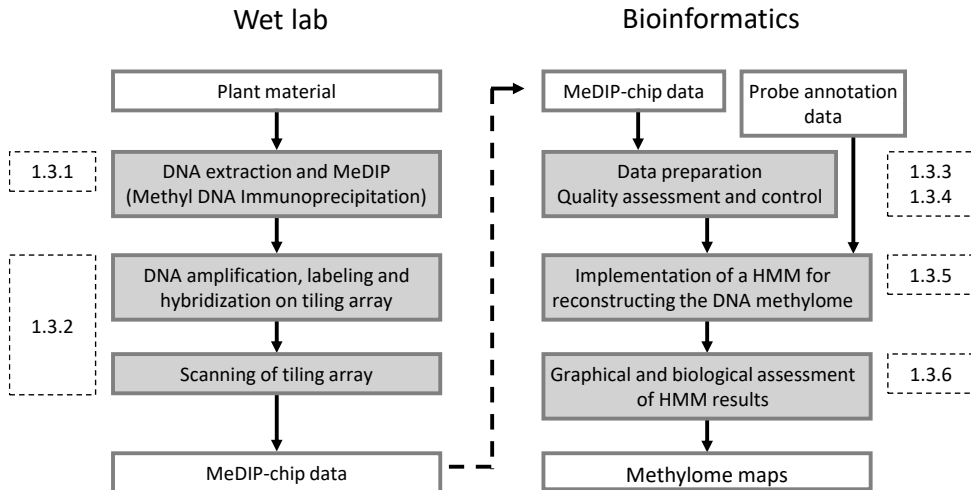 Wet lab
Plant material
1.3.1
DNA extraction and MeDIP
(Methyl DNA Immunoprecipitation)
1.3.2
DNA amplification, labeling and
hybridization on tiling array
Scanning of tiling array
MeDIP-chip data
Bioinformatics
MeDIP-chip data
Probe annotation
data
Data preparation
Quality assessment and control
1.3.3
1.3.4
Implementation of a HMM for
reconstructing the DNA methylome
1.3.5
Graphical and biological assessment
of HMM results
1.3.6
Methylome maps